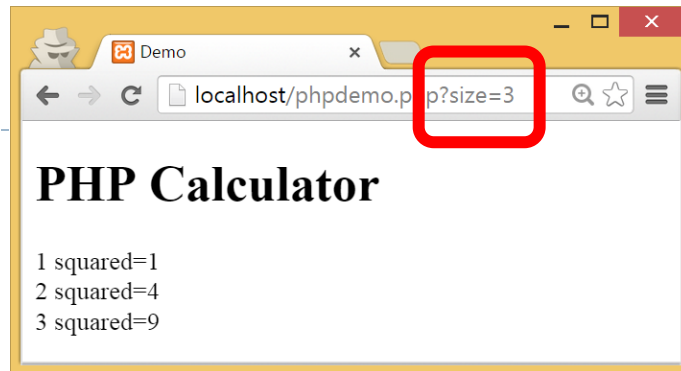 Demo
localhost/phpdemo.php?size=3
PHP Calculator
1 squared=1
2 squared=4
3 squared=9